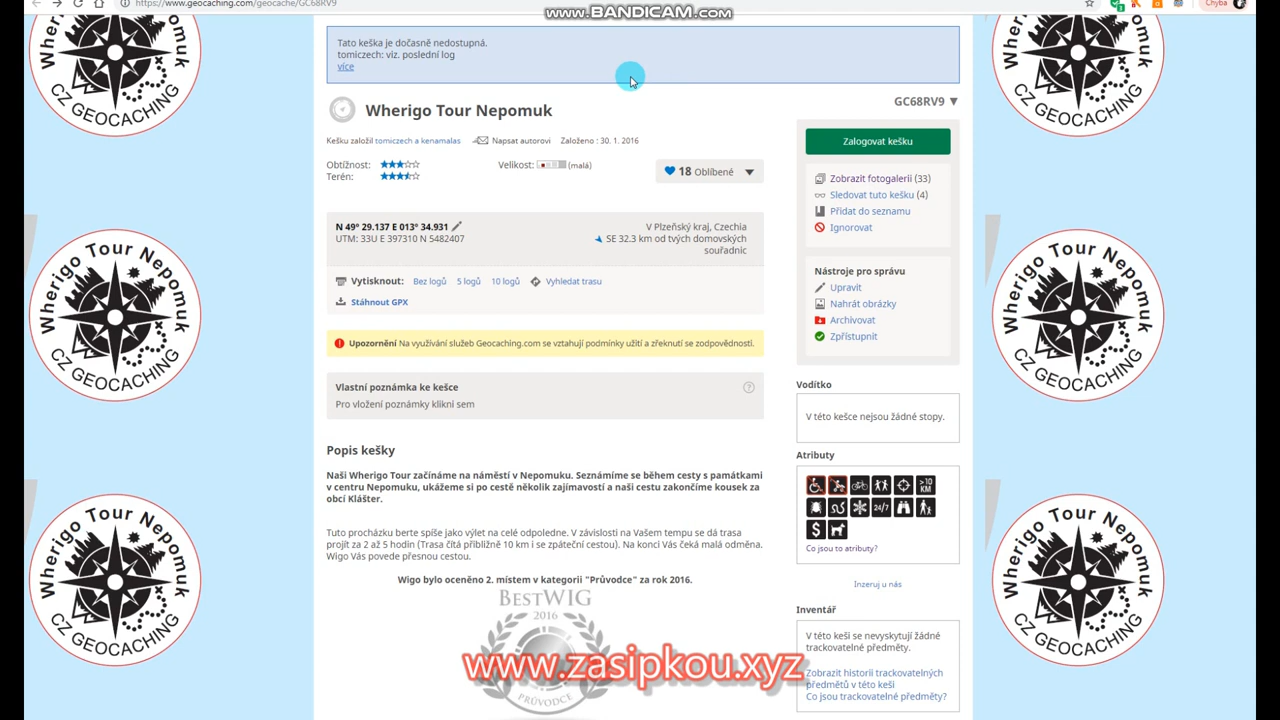 https://www.geocaching.com/geocache/GC68RV9
Chyba
www.BANDICAM.com
Tato keška je dočasně nedostupná.
tomiczech: viz. poslední log
více
Wherigo Tour Nepomuk
GC68RV9 ▼
Kešku založil tomiczech a kenamalas Napsat autorovi Založeno : 30. 1. 2016
Obtížnost:
Terén:
Velikost: (malá)
18 Oblíbené
Zalogovat kešku
Zobrazit fotogalerii (33)
Sledovat tuto kešku (4)
Přidat do seznamu
Ignorovat
N 49° 29.137 E 013° 34.931
UTM: 33U E 397310 N 5482407
V Plzeňský kraj, Czechia
SE 32.3 km od tvých domovských
souřadnic
Vytisknout: Bez logů 5 logů 10 logů Vyhledat trasu
Stáhnout GPX
Nástroje pro správu
Upravit
Nahrát obrázky
Archivovat
Zpřístupnit
Upozornění Na využívání služeb Geocaching.com se vztahují podmínky užití a zřeknutí se zodpovědnosti.
Vlastní poznámka ke kešce
Pro vložení poznámky klikni sem
Vodítko
V této kešce nejsou žádné stopy.
Popis kešky
Naši Wherigo Tour začínáme na náměstí v Nepomuku. Seznámíme se během cesty s památkami
v centru Nepomuku, ukážeme si po cestě několik zajímavostí a naši cestu zakončíme kousek za
obcí Klášter.
Tuto procházku berte spíše jako výlet na celé odpoledne. V závislosti na Vašem tempu se dá trasa
projít za 2 až 5 hodin (Trasa čítá přibližně 10 km i se zpáteční cestou). Na konci Vás čeká malá odměna.
Wigo Vás povede přesnou cestou.
Wigo bylo oceněno 2. místem v kategorii "Průvodce" za rok 2016.
BESTWIG
2016
PRŮVODCE
www.zasipkou.xyz
Atributy
>10
KM
24/7
$
Co jsou to atributy?
Inzeruj u nás
Inventář
V této keši se nevyskytují žádné
trackovatelné předměty.
Zobrazit historii trackovatelných
předmětů v této keši
Co jsou trackovatelné předměty?
Wherigo Tour Nepomuk
CZ GEOCACHING
Wherigo Tour Nepomuk
CZ GEOCACHING
Wherigo Tour Nepomuk
CZ GEOCACHING
Wherigo Tour Nepomuk
CZ GEOCACHING
Wherigo Tour Nepomuk
CZ GEOCACHING
Wherigo Tour Nepomuk
CZ GEOCACHING